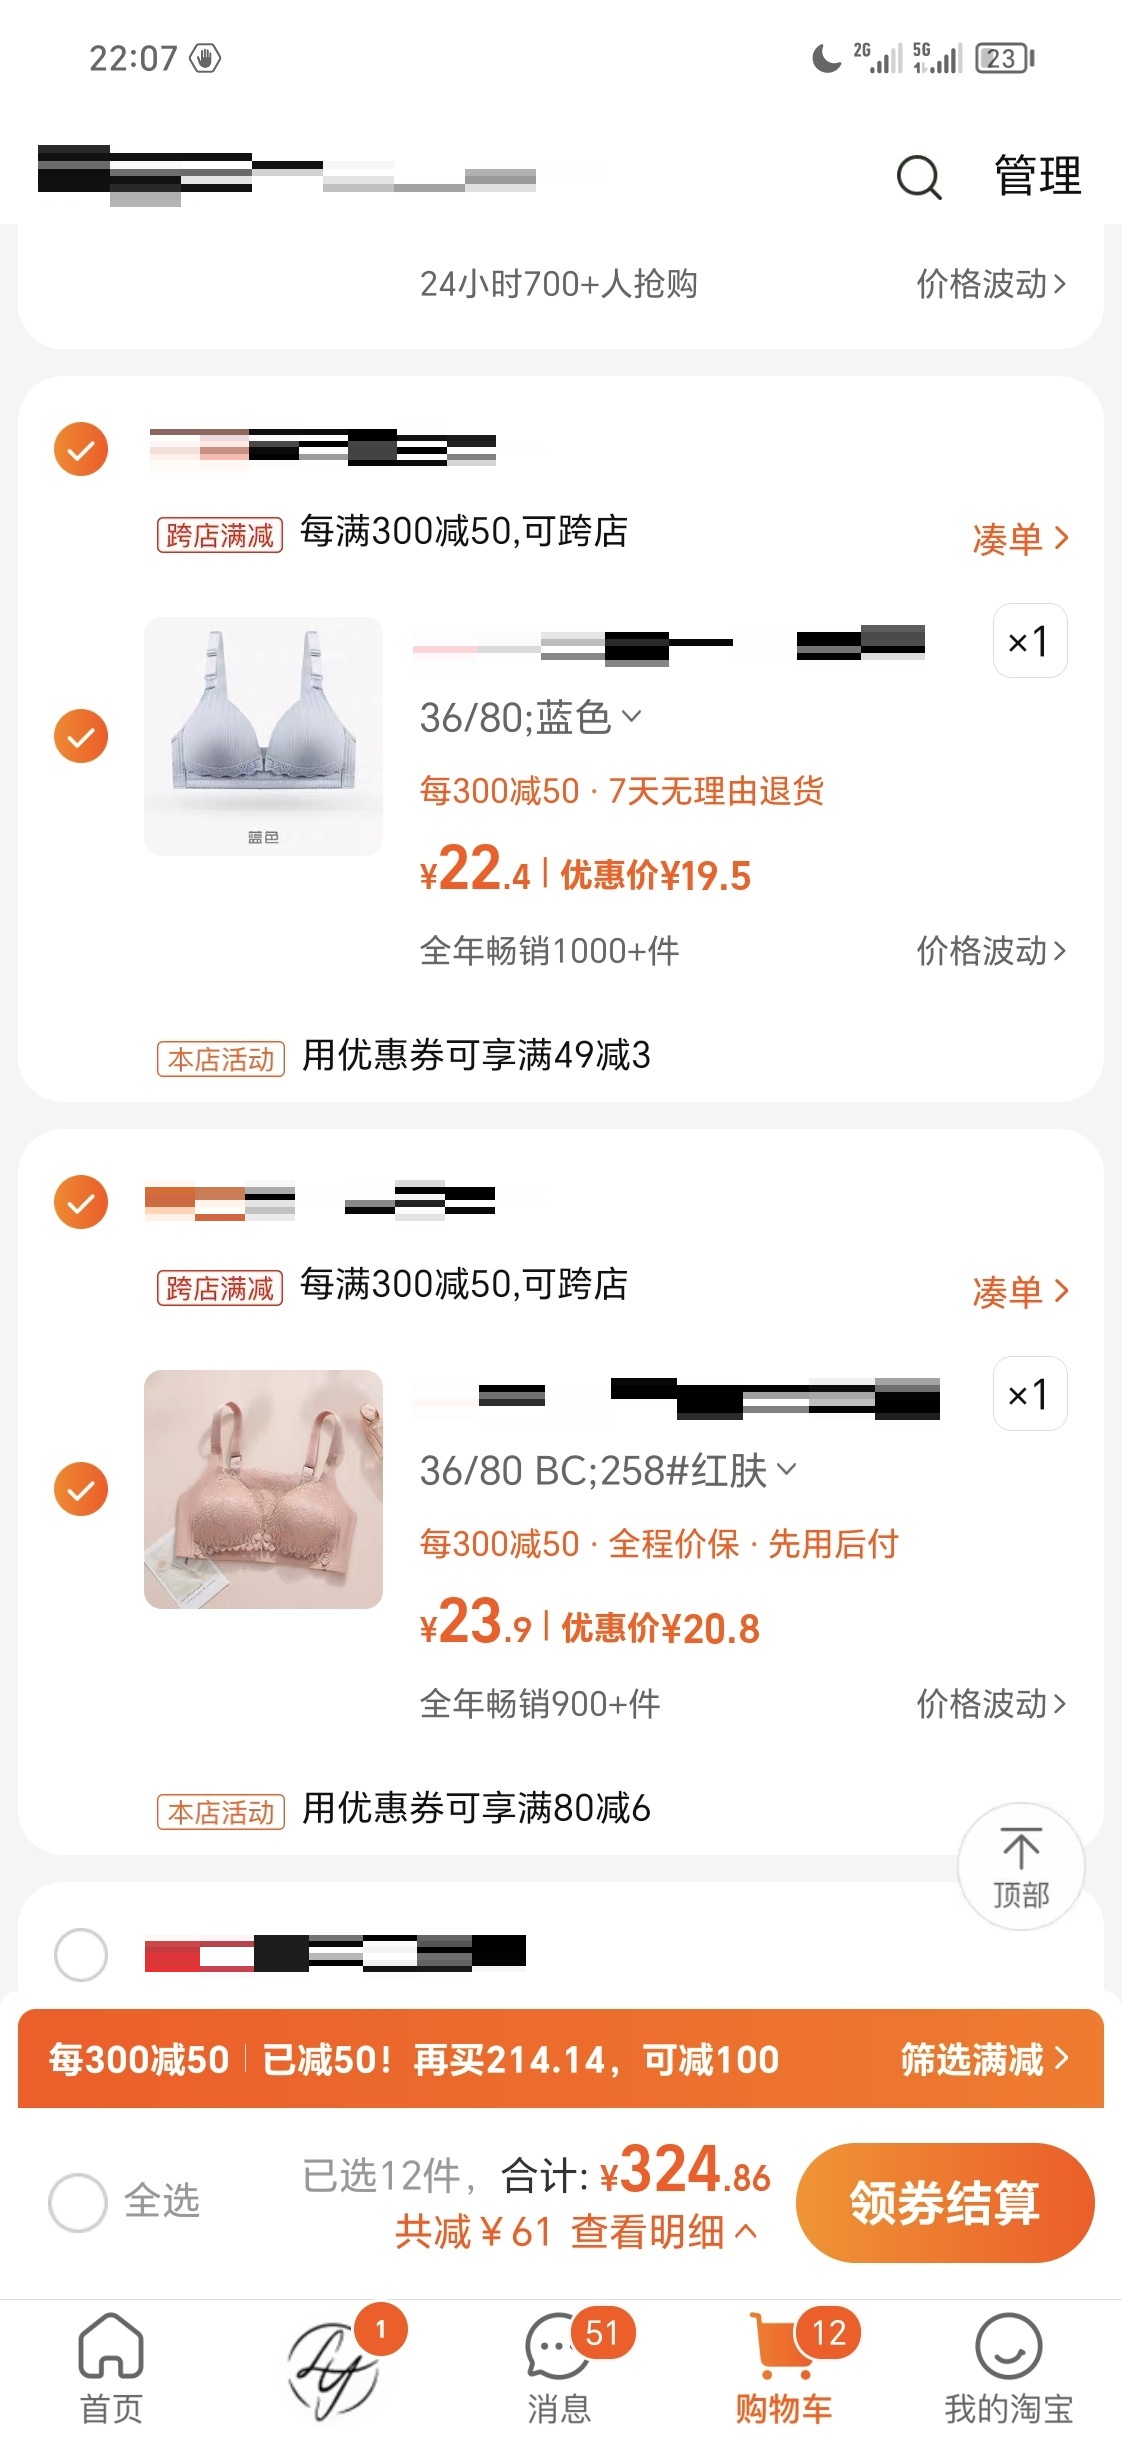 22:07
2G
5G
23
管理
24小时700+人抢购
价格波动>
跨店满减 每满300减50,可跨店
凑单 >
×1
36/80;蓝色
每300减50 · 7天无理由退货
¥22.4 | 优惠价¥19.5
蓝色
全年畅销1000+件
价格波动>
本店活动 用优惠券可享满49减3
跨店满减 每满300减50,可跨店
凑单 >
×1
36/80 BC;258#红肤
每300减50 · 全程价保 · 先用后付
¥23.9 | 优惠价¥20.8
全年畅销900+件
价格波动>
本店活动 用优惠券可享满80减6
顶部
每300减50 | 已减50! 再买214.14, 可减100
筛选满减 >
全选
已选12件, 合计: ¥324.86
共减¥61 查看明细
领券结算
1
51
12
首页
消息
购物车
我的淘宝